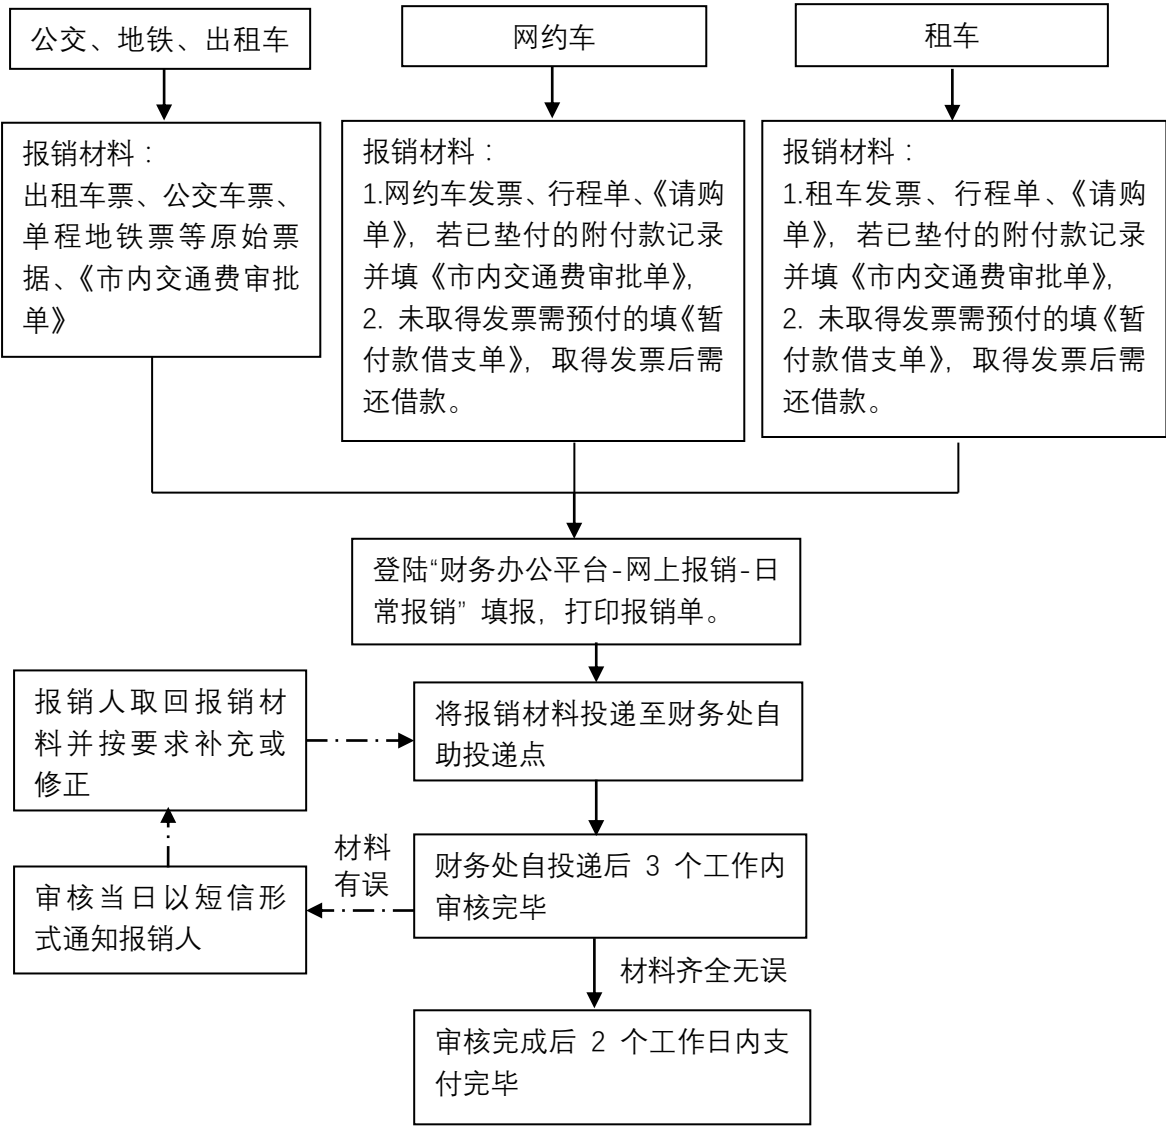 公交、地铁、出租车
网约车
租车
报销材料：
出租车票、公交车票、
单程地铁票等原始票
据、《市内交通费审批
单》
报销材料：
1.网约车发票、行程单、《请购
单》，若已垫付的附付款记录
并填《市内交通费审批单》，
2. 未取得发票需预付的填《暂
付款借支单》，取得发票后需
还借款。
报销材料：
1.租车发票、行程单、《请购
单》，若已垫付的附付款记录
并填《市内交通费审批单》，
2. 未取得发票需预付的填《暂
付款借支单》，取得发票后需
还借款。
登陆“财务办公平台-网上报销-日
常报销” 填报，打印报销单。
报销人取回报销材
料并按要求补充或
修正
将报销材料投递至财务处自
助投递点
材料
有误
财务处自投递后 3 个工作内
审核完毕
审核当日以短信形
式通知报销人
材料齐全无误
审核完成后 2 个工作日内支
付完毕